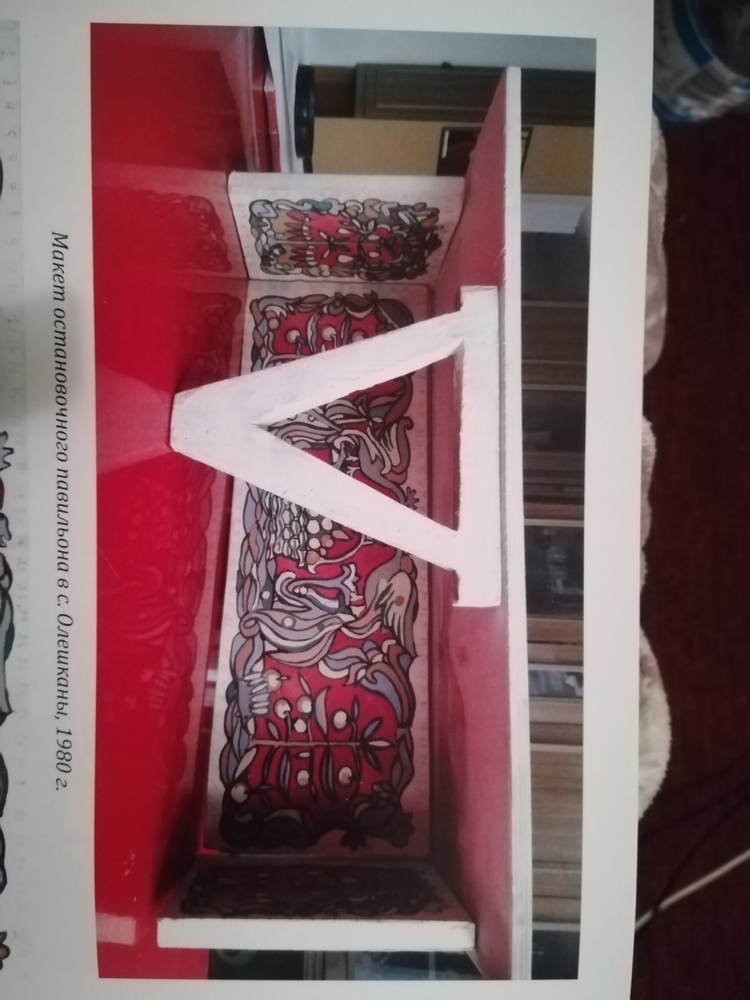 Макет остановочного павильона в с. Олешканы, 1980 г.